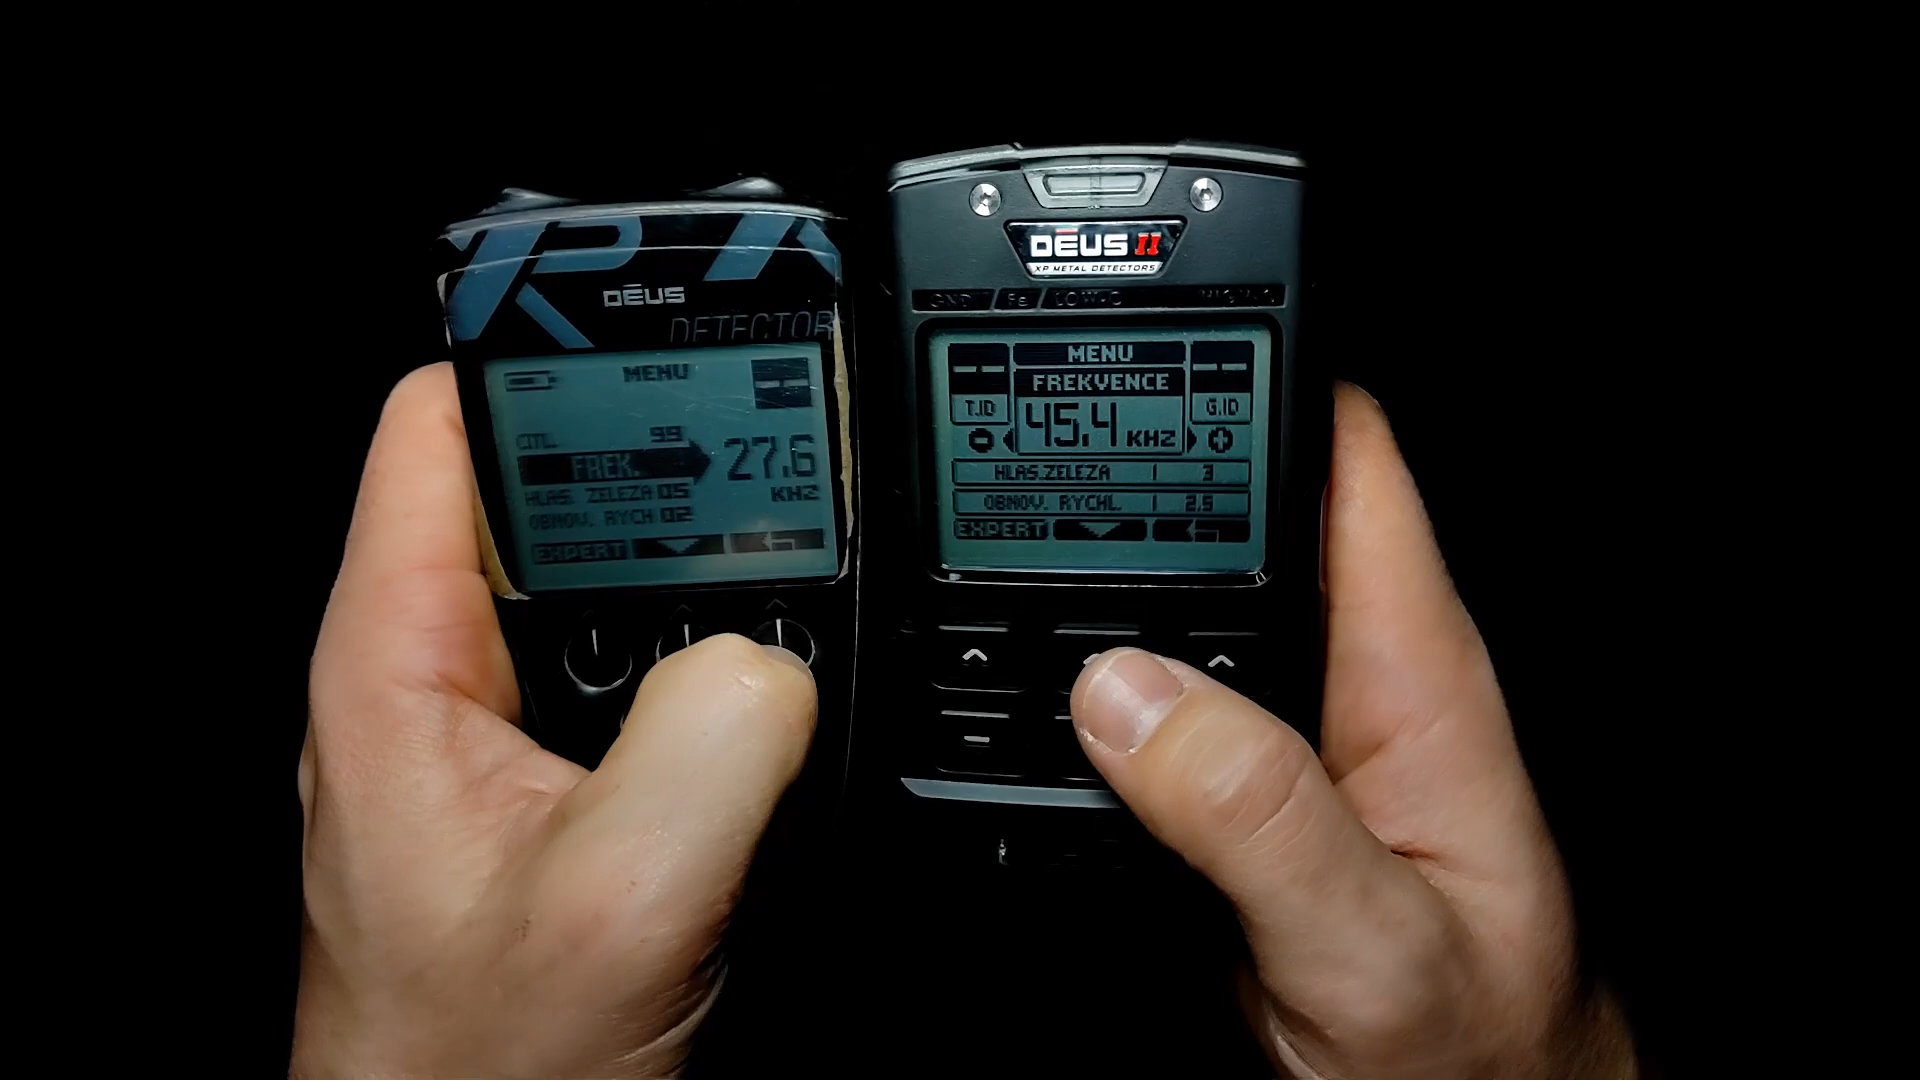 XP X
DĒUS
DETECTOR
MENU
CITL. 99
FREK. 27.6
HLAS. ZELEZA 05 KHZ
OBNOV. RYCH 02
EXPERT
DĒUS II
XP METAL DETECTORS
GND Fe LOW-C
MENU
FREKVENCE
T.ID 45.4 KHZ G.ID
HLAS.ZELEZA 3
OBNOV. RYCHL. 2.5
EXPERT